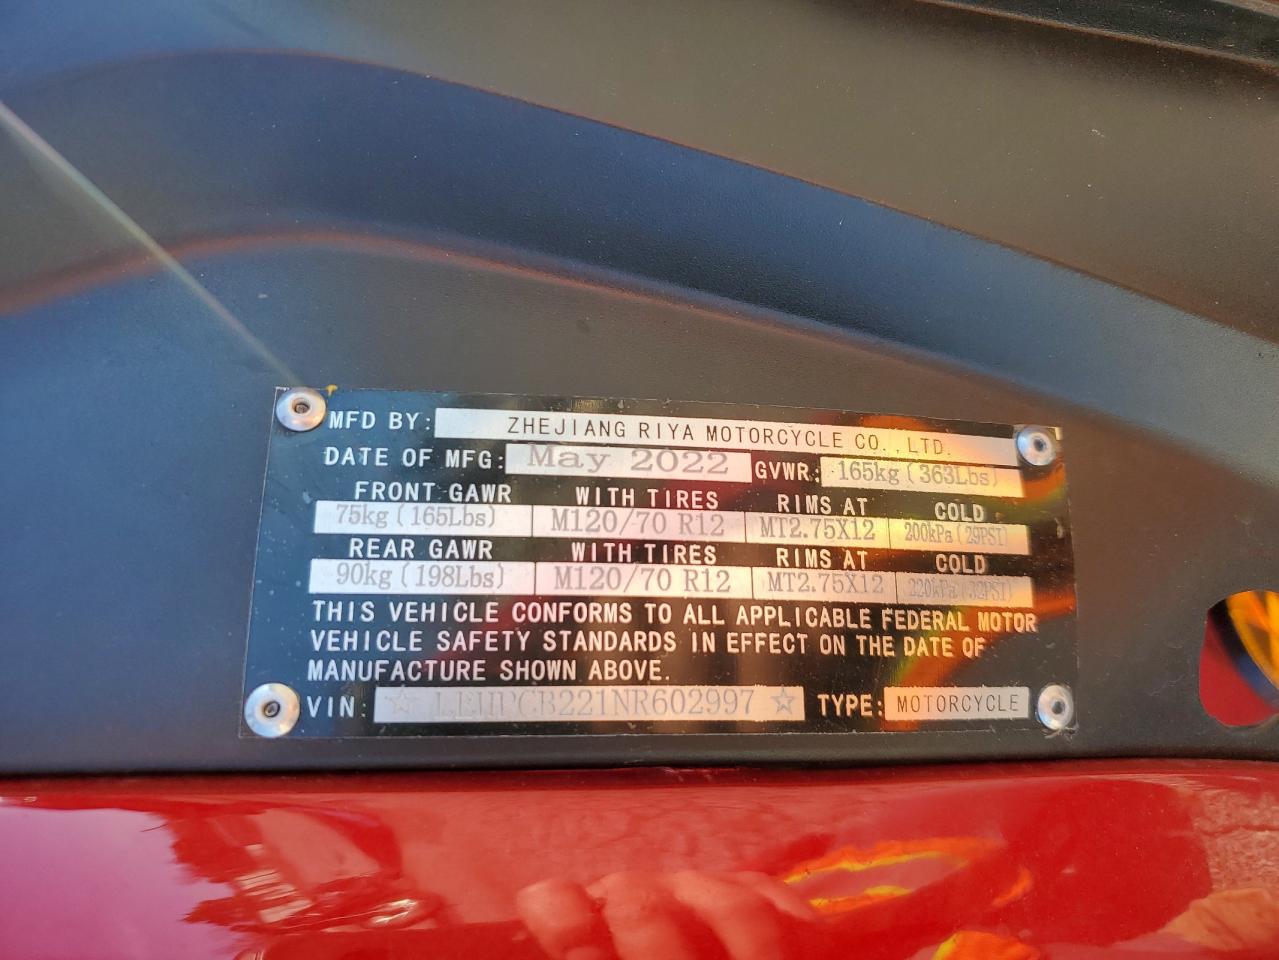 MFD BY: ZHEJIANG RIYA MOTORCYCLE CO.,LTD.
DATE OF MFG: May 2022 GVWR: 165kg(363Lbs)
FRONT GAWR WITH TIRES RIMS AT COLD
75kg(165Lbs) M120/70 R12 MT2.75X12 200kPa(29PSI)
REAR GAWR WITH TIRES RIMS AT COLD
90kg(198Lbs) M120/70 R12 MT2.75X12 220kPa(32PSI)
THIS VEHICLE CONFORMS TO ALL APPLICABLE FEDERAL MOTOR
VEHICLE SAFETY STANDARDS IN EFFECT ON THE DATE OF
MANUFACTURE SHOWN ABOVE.
VIN: TYPE: MOTORCYCLE